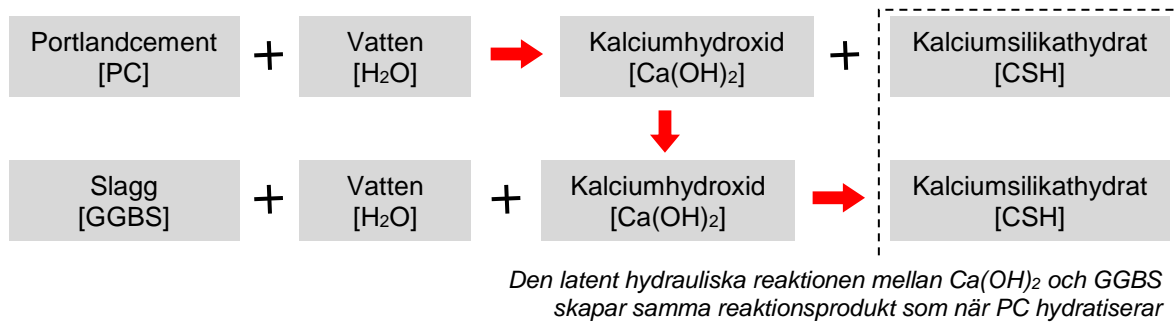 Portlandcement
[PC]
+
Vatten
[H₂O]
Kalciumhydroxid
[Ca(OH)₂]
+
Kalciumsilikathydrat
[CSH]
Slagg
[GGBS]
+
Vatten
[H₂O]
+
Kalciumhydroxid
[Ca(OH)₂]
Kalciumsilikathydrat
[CSH]
Den latent hydrauliska reaktionen mellan Ca(OH)₂ och GGBS
skapar samma reaktionsprodukt som när PC hydratiserar